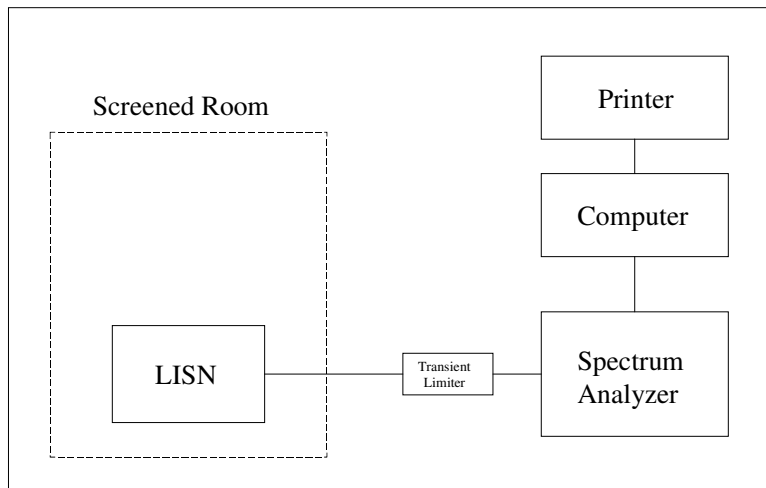 Screened Room
Printer
Computer
LISN
Transient
Limiter
Spectrum
Analyzer